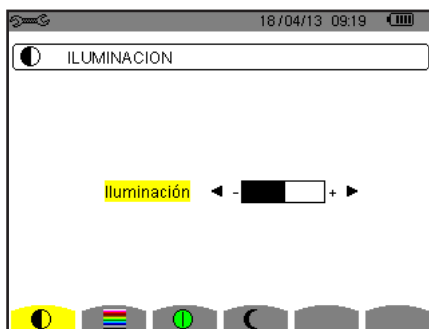 18/04/13 09:19
ILUMINACION
Iluminación ◄ - + ►